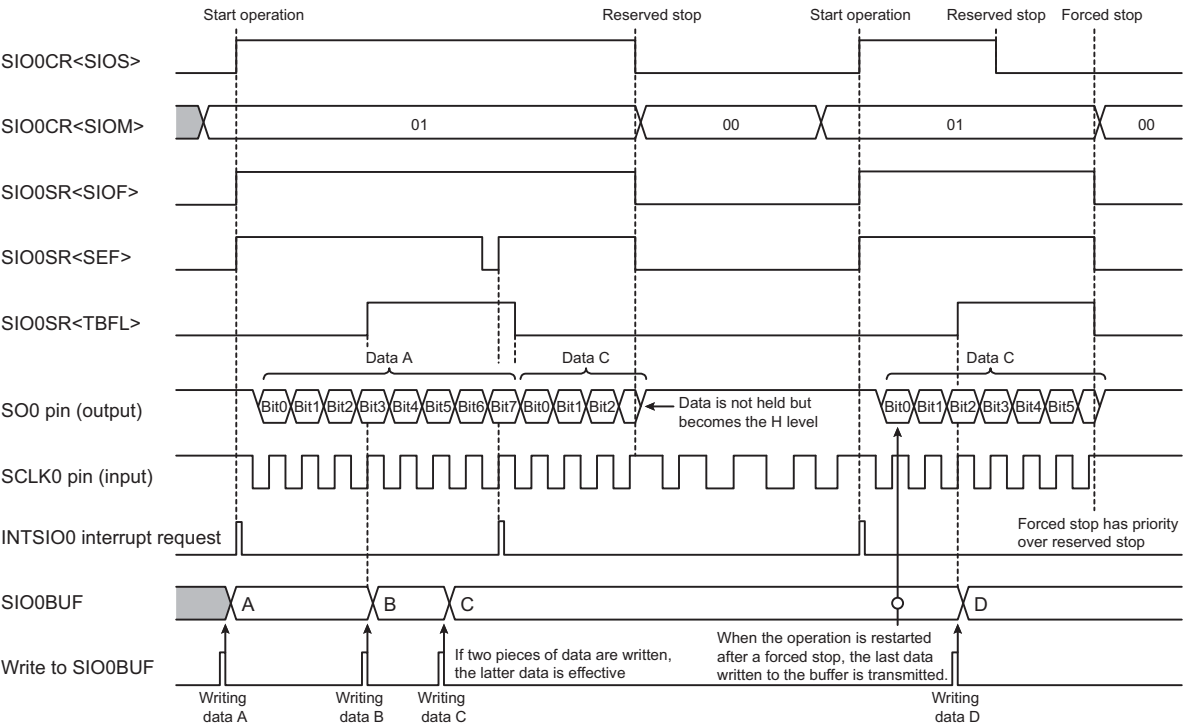 Start operation
Reserved stop
Start operation
Reserved stop
Forced stop
SIO0CR<SIOS>
SIO0CR<SIOM>
01
00
01
00
SIO0SR<SIOF>
SIO0SR<SEF>
SIO0SR<TBFL>
Data A
Data C
Data C
SO0 pin (output)
Bit0 Bit1 Bit2 Bit3 Bit4 Bit5 Bit6 Bit7 Bit0 Bit1 Bit2
Data is not held but
becomes the H level
Bit0 Bit1 Bit2 Bit3 Bit4 Bit5
SCLK0 pin (input)
INTSIO0 interrupt request
Forced stop has priority
over reserved stop
SIO0BUF
A
B
C
D
Write to SIO0BUF
If two pieces of data are written,
the latter data is effective
When the operation is restarted
after a forced stop, the last data
written to the buffer is transmitted.
Writing
data A
Writing
data B
Writing
data C
Writing
data D